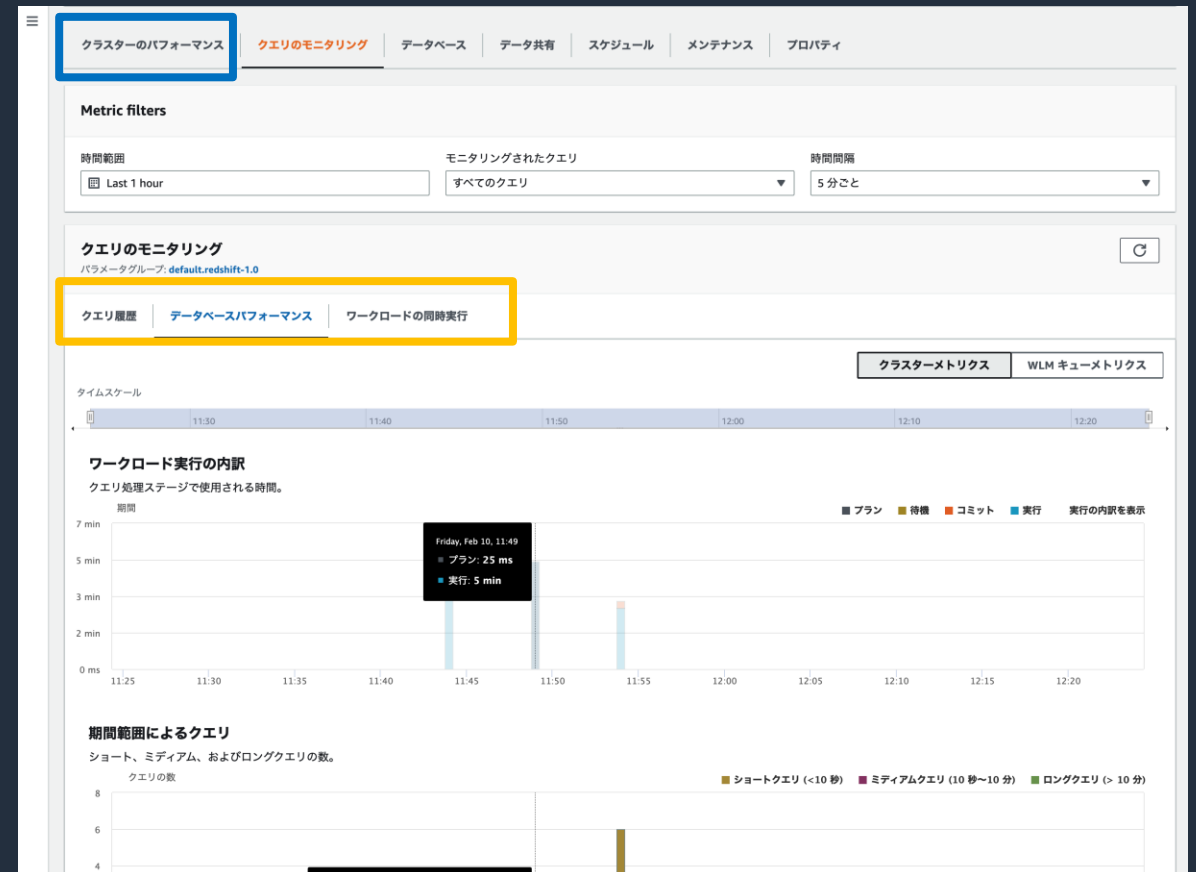 クラスターのパフォーマンス クエリのモニタリング データベース データ共有 スケジュール メンテナンス プロパティ
Metric filters
時間範囲 モニタリングされたクエリ 時間間隔
Last 1 hour すべてのクエリ 5 分ごと
クエリのモニタリング
パラメータグループ: default.redshift-1.0
クエリ履歴 データベースパフォーマンス ワークロードの同時実行
クラスターメトリクス WLM キューメトリクス
タイムスケール
11:30 11:40 11:50 12:00 12:10 12:20
ワークロード実行の内訳
クエリ処理ステージで使用される時間。
期間 プラン 待機 コミット 実行 実行の内訳を表示
7 min
Friday, Feb 10, 11:49
5 min プラン: 25 ms
実行: 5 min
3 min
2 min
0 ms
11:25 11:30 11:35 11:40 11:45 11:50 11:55 12:00 12:05 12:10 12:15 12:20
期間範囲によるクエリ
ショート、ミディアム、およびロングクエリの数。
クエリの数 ショートクエリ (<10 秒) ミディアムクエリ (10 秒〜10 分) ロングクエリ (> 10 分)
8
6
4